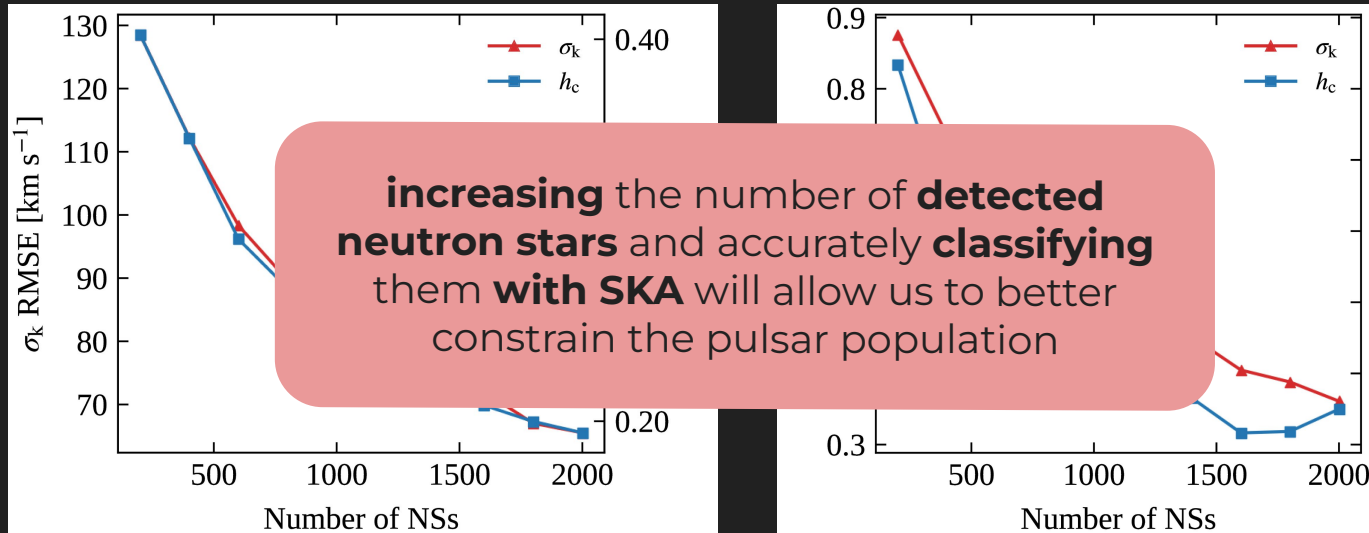 130
120
110
100
90
80
70
σk RMSE [km s−1]
σk
hc
0.40
0.20
500
1000
1500
2000
Number of NSs
0.9
0.8
0.3
σk
hc
500
1000
1500
2000
Number of NSs
increasing the number of detected
neutron stars and accurately classifying
them with SKA will allow us to better
constrain the pulsar population